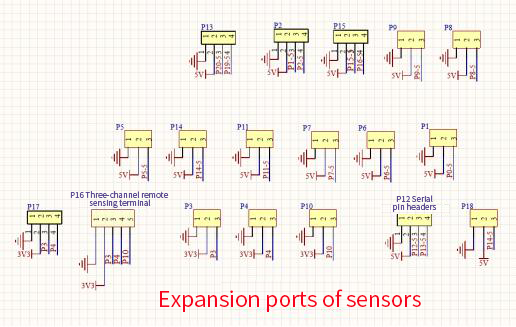 P13 P2 P15 P9 P8
1 2 3 4 1 2 3 4 1 2 3 4 1 2 3 1 2 3
5V P20-5 P19-5 5V P1-5 P2-5 5V P15-5 P16-5 5V P9-5 5V P8-5
P5 P14 P11 P7 P6 P1
1 2 3 1 2 3 1 2 3 1 2 3 1 2 3 1 2 3
5V P5-5 5V P14-5 5V P11-5 5V P7-5 5V P6-5 5V P0-5
P16 Three-channel remote
sensing terminal
P12 Serial
pin headers
P17 P3 P4 P10 P18
1 2 3 4 1 2 3 4 5 1 2 3 1 2 3 1 2 3 1 2 3 4 1 2 3
3V3 P3 P4 3V3 P3 P4 P10 3V3 P3 3V3 P4 3V3 P10 5V P12-5 P13-5 5V P14-5
Expansion ports of sensors